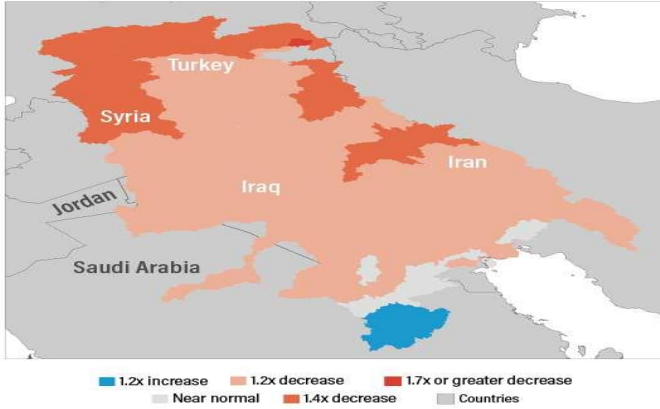 Turkey
Syria
Iran
Iraq
Jordan
Saudi Arabia
1.2x increase 1.2x decrease 1.7x or greater decrease
Near normal 1.4x decrease Countries